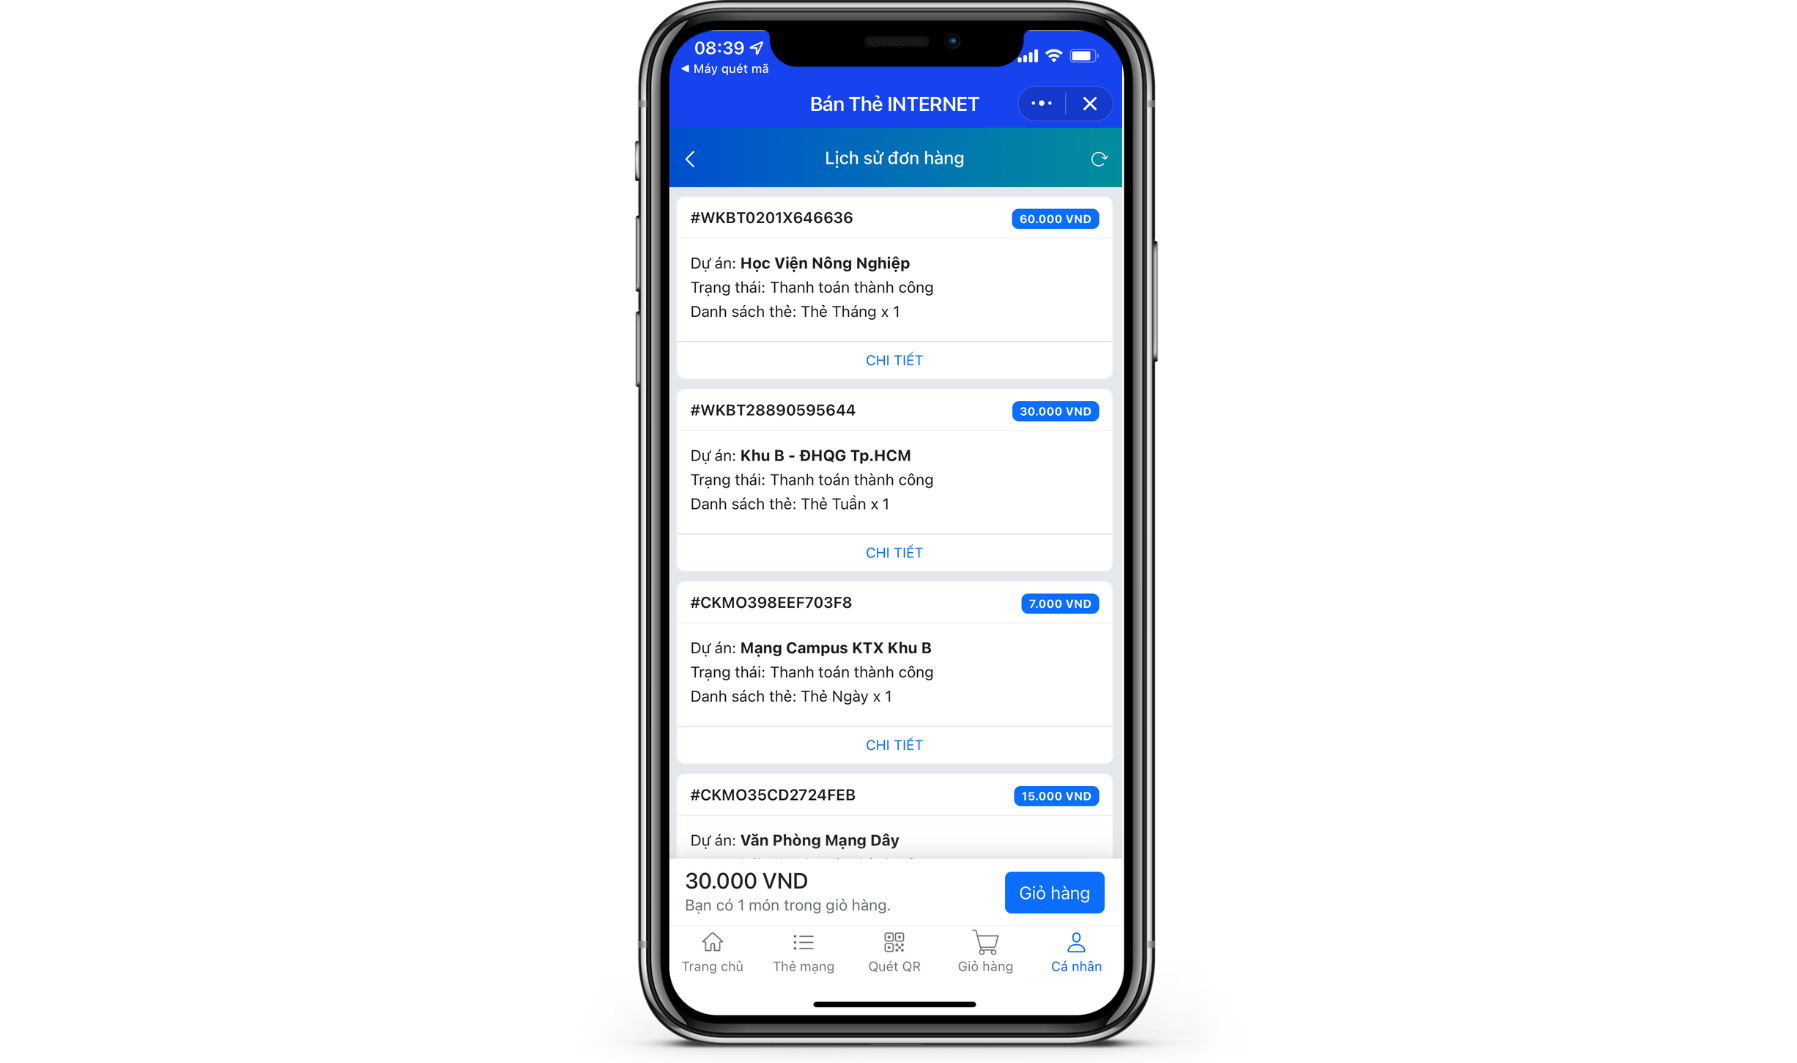 08:39
◀ Máy quét mã
Bán Thẻ INTERNET
Lịch sử đơn hàng
#WKBT0201X646636
60.000 VND
Dự án: Học Viện Nông Nghiệp
Trạng thái: Thanh toán thành công
Danh sách thẻ: Thẻ Tháng x 1
CHI TIẾT
#WKBT28890595644
30.000 VND
Dự án: Khu B - ĐHQG Tp.HCM
Trạng thái: Thanh toán thành công
Danh sách thẻ: Thẻ Tuần x 1
CHI TIẾT
#CKMO398EEF703F8
7.000 VND
Dự án: Mạng Campus KTX Khu B
Trạng thái: Thanh toán thành công
Danh sách thẻ: Thẻ Ngày x 1
CHI TIẾT
#CKMO35CD2724FEB
15.000 VND
Dự án: Văn Phòng Mạng Dây
30.000 VND
Bạn có 1 món trong giỏ hàng.
Giỏ hàng
Trang chủ
Thẻ mạng
Quét QR
Giỏ hàng
Cá nhân